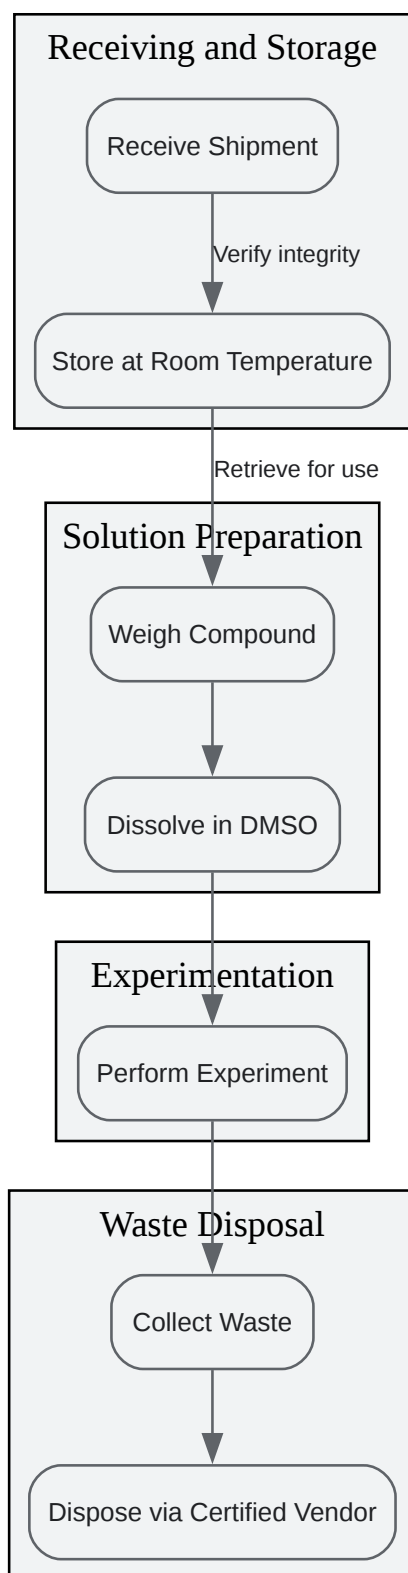 Receiving and Storage
Receive Shipment
Verify integrity
Store at Room Temperature
Retrieve for use
Solution Preparation
Weigh Compound
Dissolve in DMSO
Experimentation
Perform Experiment
Waste Disposal
Collect Waste
Dispose via Certified Vendor